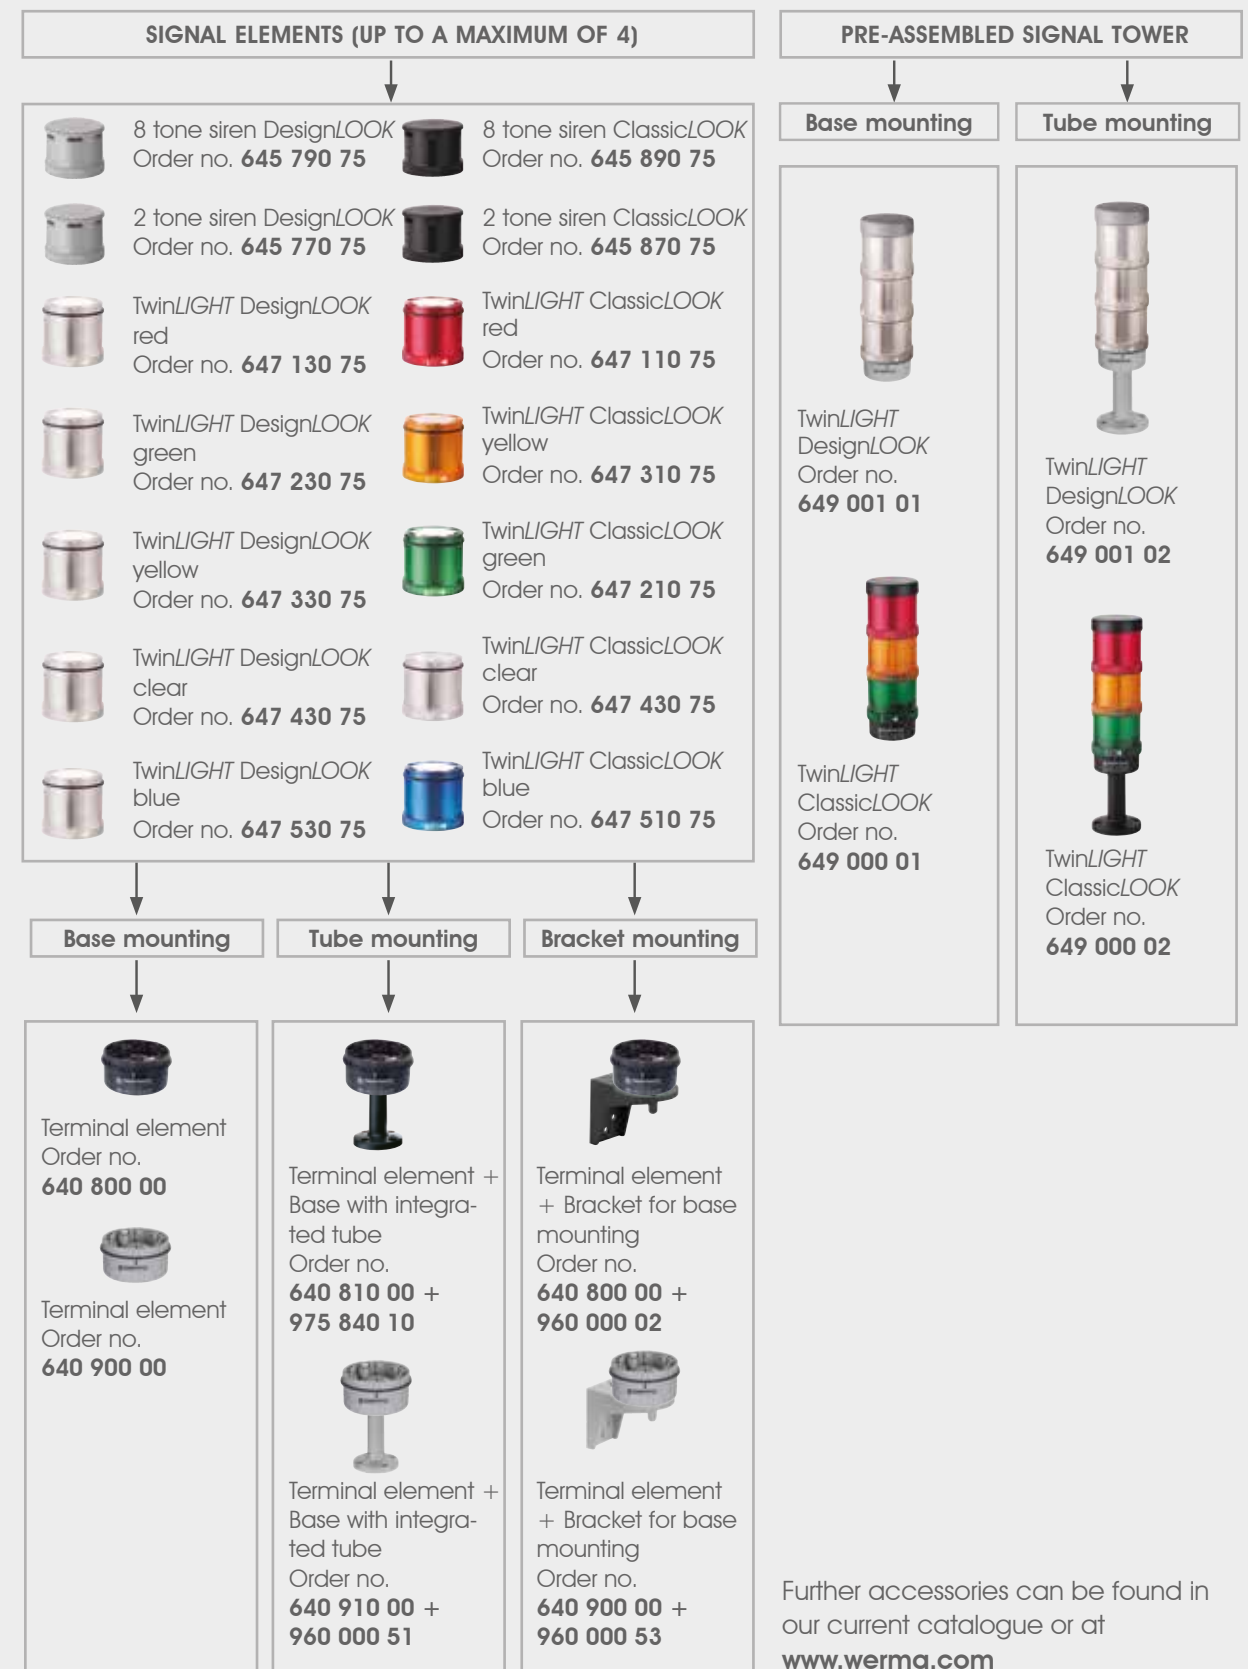 SIGNAL ELEMENTS (UP TO A MAXIMUM OF 4)
8 tone siren DesignLOOK
Order no. 645 790 75
8 tone siren ClassicLOOK
Order no. 645 890 75
2 tone siren DesignLOOK
Order no. 645 770 75
2 tone siren ClassicLOOK
Order no. 645 870 75
TwinLIGHT DesignLOOK
red
Order no. 647 130 75
TwinLIGHT ClassicLOOK
red
Order no. 647 110 75
TwinLIGHT DesignLOOK
green
Order no. 647 230 75
TwinLIGHT ClassicLOOK
yellow
Order no. 647 310 75
TwinLIGHT DesignLOOK
yellow
Order no. 647 330 75
TwinLIGHT ClassicLOOK
green
Order no. 647 210 75
TwinLIGHT DesignLOOK
clear
Order no. 647 430 75
TwinLIGHT ClassicLOOK
clear
Order no. 647 430 75
TwinLIGHT DesignLOOK
blue
Order no. 647 530 75
TwinLIGHT ClassicLOOK
blue
Order no. 647 510 75
Base mounting
Terminal element
Order no.
640 800 00
Terminal element
Order no.
640 900 00
Tube mounting
Terminal element +
Base with integra-
ted tube
Order no.
640 810 00 +
975 840 10
Terminal element +
Base with integra-
ted tube
Order no.
640 910 00 +
960 000 51
Bracket mounting
Terminal element
+ Bracket for base
mounting
Order no.
640 800 00 +
960 000 02
Terminal element
+ Bracket for base
mounting
Order no.
640 900 00 +
960 000 53
PRE-ASSEMBLED SIGNAL TOWER
Base mounting
TwinLIGHT
DesignLOOK
Order no.
649 001 01
TwinLIGHT
ClassicLOOK
Order no.
649 000 01
Tube mounting
TwinLIGHT
DesignLOOK
Order no.
649 001 02
TwinLIGHT
ClassicLOOK
Order no.
649 000 02
Further accessories can be found in
our current catalogue or at
www.werma.com